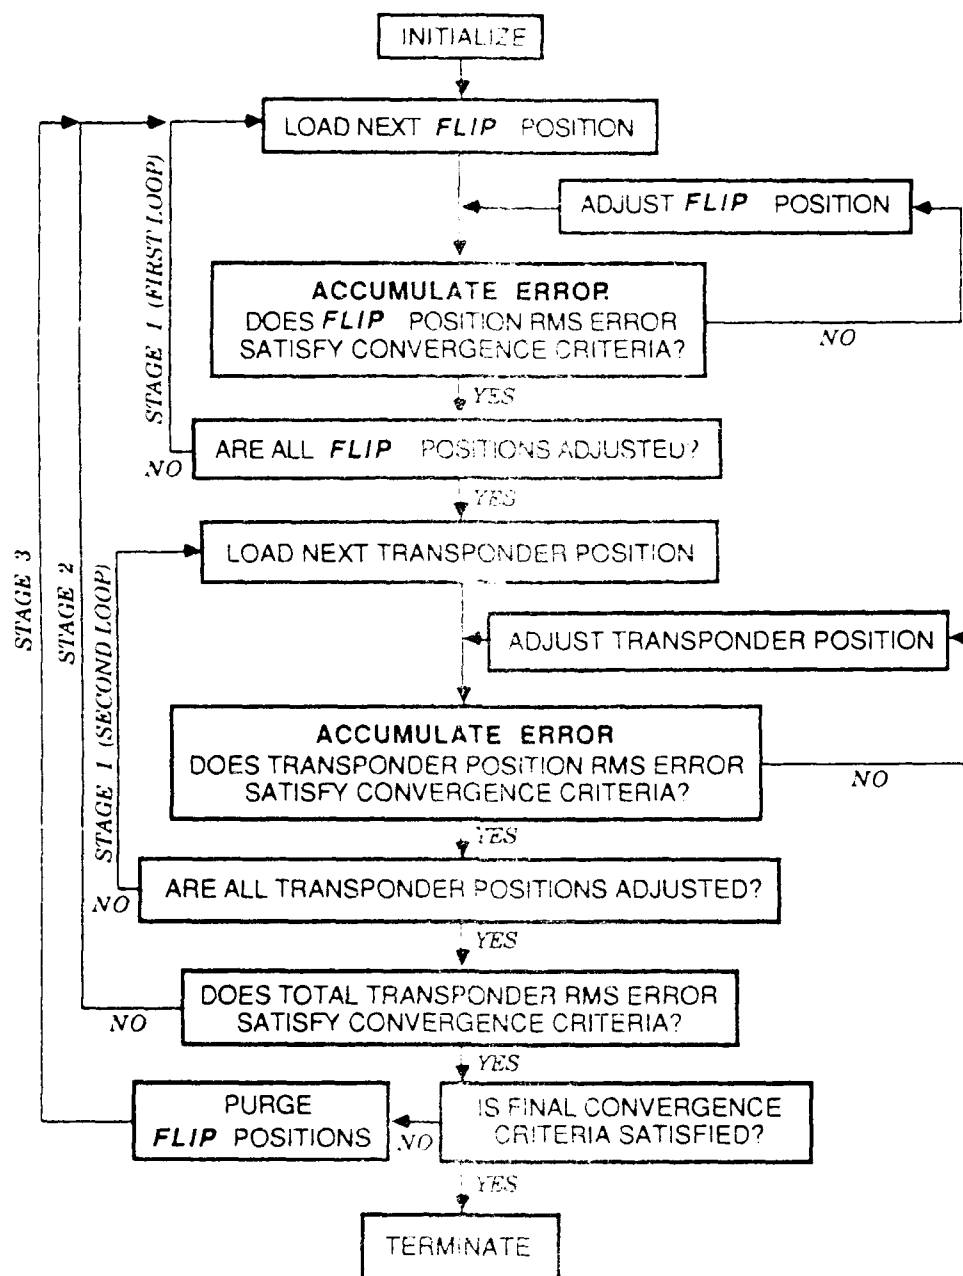 INITIALIZE
LOAD NEXT FLIP POSITION
ADJUST FLIP POSITION
ACCUMULATE ERROR
DOES FLIP POSITION RMS ERROR
SATISFY CONVERGENCE CRITERIA?
NO
YES
STAGE 1 (FIRST LOOP)
ARE ALL FLIP POSITIONS ADJUSTED?
NO
YES
LOAD NEXT TRANSPONDER POSITION
STAGE 3
STAGE 2
STAGE 1 (SECOND LOOP)
ADJUST TRANSPONDER POSITION
ACCUMULATE ERROR
DOES TRANSPONDER POSITION RMS ERROR
SATISFY CONVERGENCE CRITERIA?
NO
YES
ARE ALL TRANSPONDER POSITIONS ADJUSTED?
NO
YES
DOES TOTAL TRANSPONDER RMS ERROR
SATISFY CONVERGENCE CRITERIA?
NO
YES
PURGE
FLIP POSITIONS
NO
IS FINAL CONVERGENCE
CRITERIA SATISFIED?
YES
TERMINATE